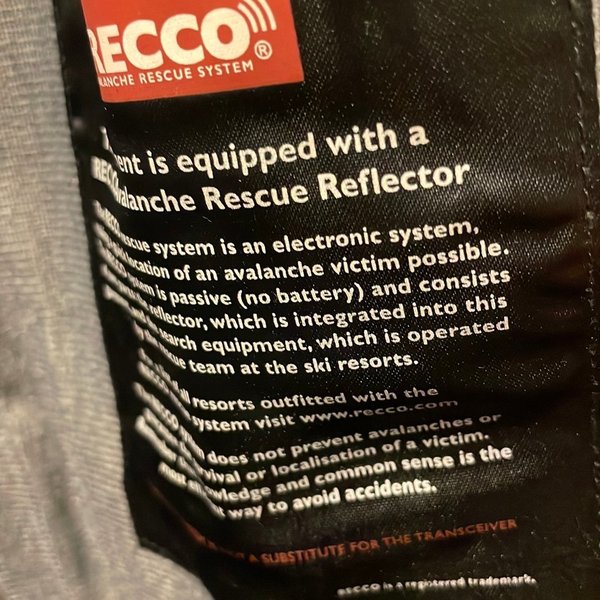 RECCO®
RESCUE SYSTEM
is equipped with a
Rescue Reflector
system is an electronic system,
location of an avalanche victim possible.
is passive (no battery) and consists
reflector, which is integrated into this
search equipment, which is operated
team at the ski resorts.
resorts outfitted with the
system visit www.recco.com
does not prevent avalanches or
or localisation of a victim.
and common sense is the
way to avoid accidents.
A SUBSTITUTE FOR THE TRANSCEIVER
RECCO is a registered trademark.